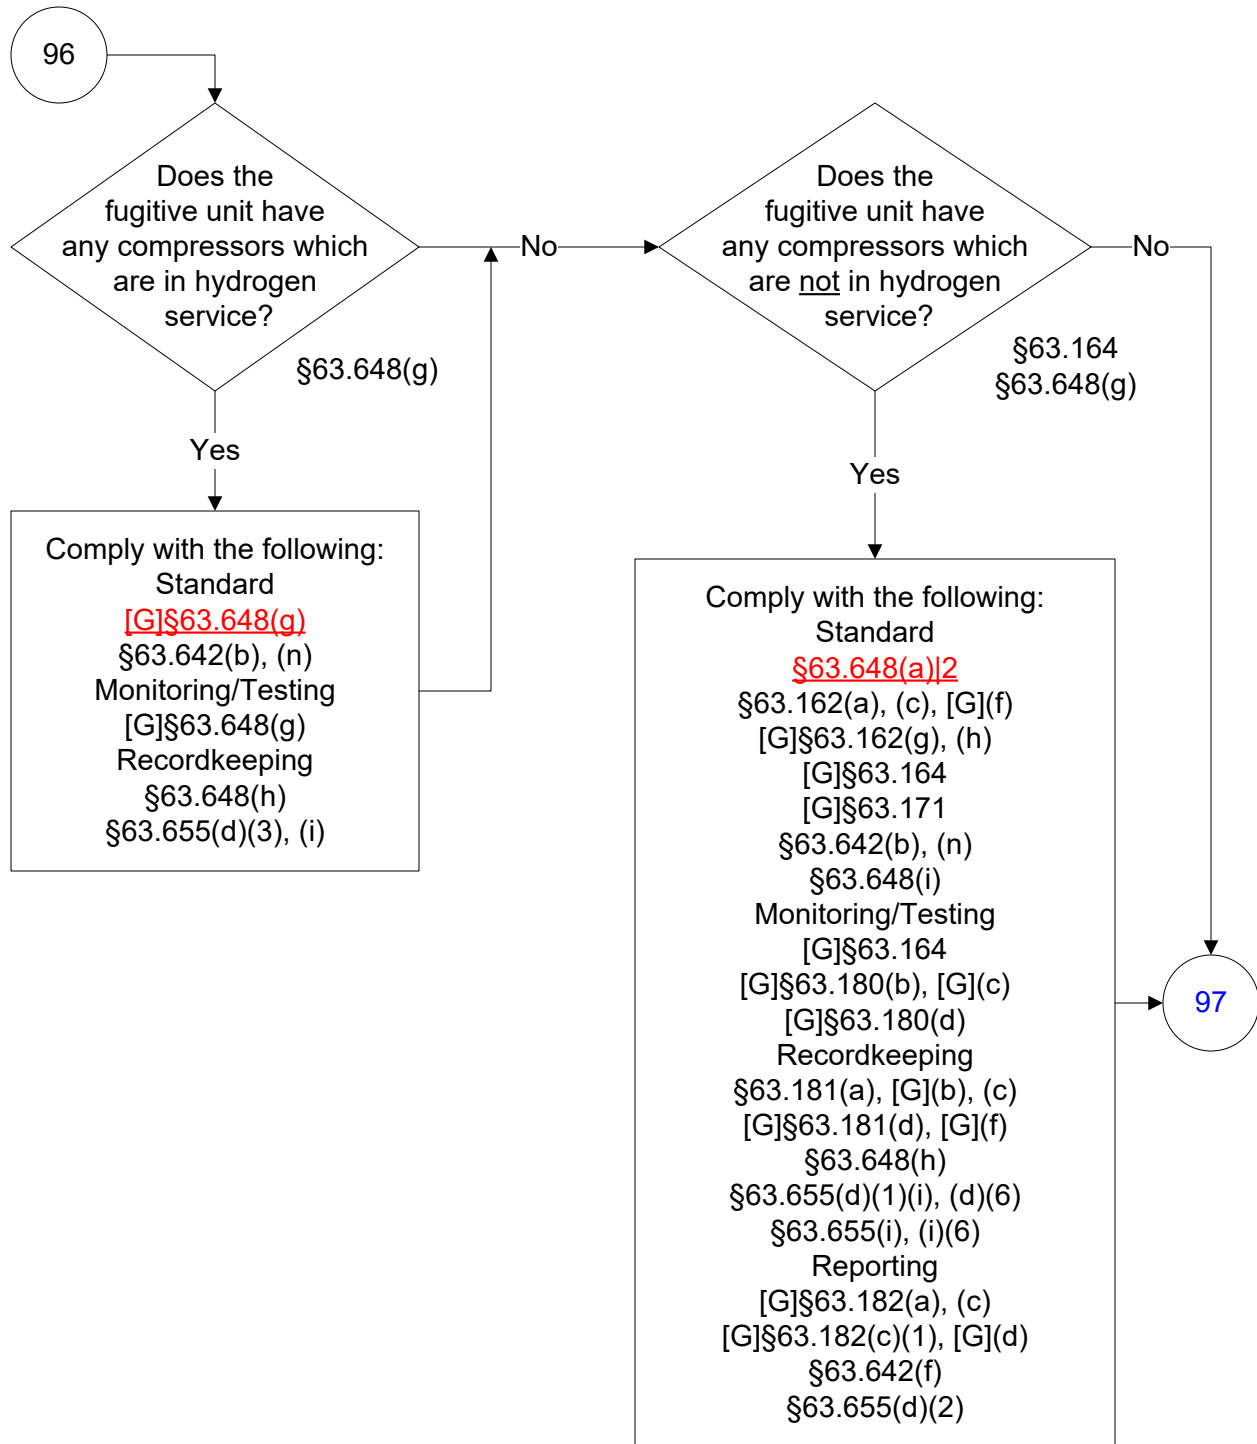 96
Does the
fugitive unit have
any compressors which
are in hydrogen
service?
§63.648(g)
No
Yes
Comply with the following:
Standard
[G]§63.648(g)
§63.642(b), (n)
Monitoring/Testing
[G]§63.648(g)
Recordkeeping
§63.648(h)
§63.655(d)(3), (i)
Does the
fugitive unit have
any compressors which
are not in hydrogen
service?
No
§63.164
§63.648(g)
Yes
Comply with the following:
Standard
§63.648(a)|2
§63.162(a), (c), [G](f)
[G]§63.162(g), (h)
[G]§63.164
[G]§63.171
§63.642(b), (n)
§63.648(i)
Monitoring/Testing
[G]§63.164
[G]§63.180(b), [G](c)
[G]§63.180(d)
Recordkeeping
§63.181(a), [G](b), (c)
[G]§63.181(d), [G](f)
§63.648(h)
§63.655(d)(1)(i), (d)(6)
§63.655(i), (i)(6)
Reporting
[G]§63.182(a), (c)
[G]§63.182(c)(1), [G](d)
§63.642(f)
§63.655(d)(2)
97